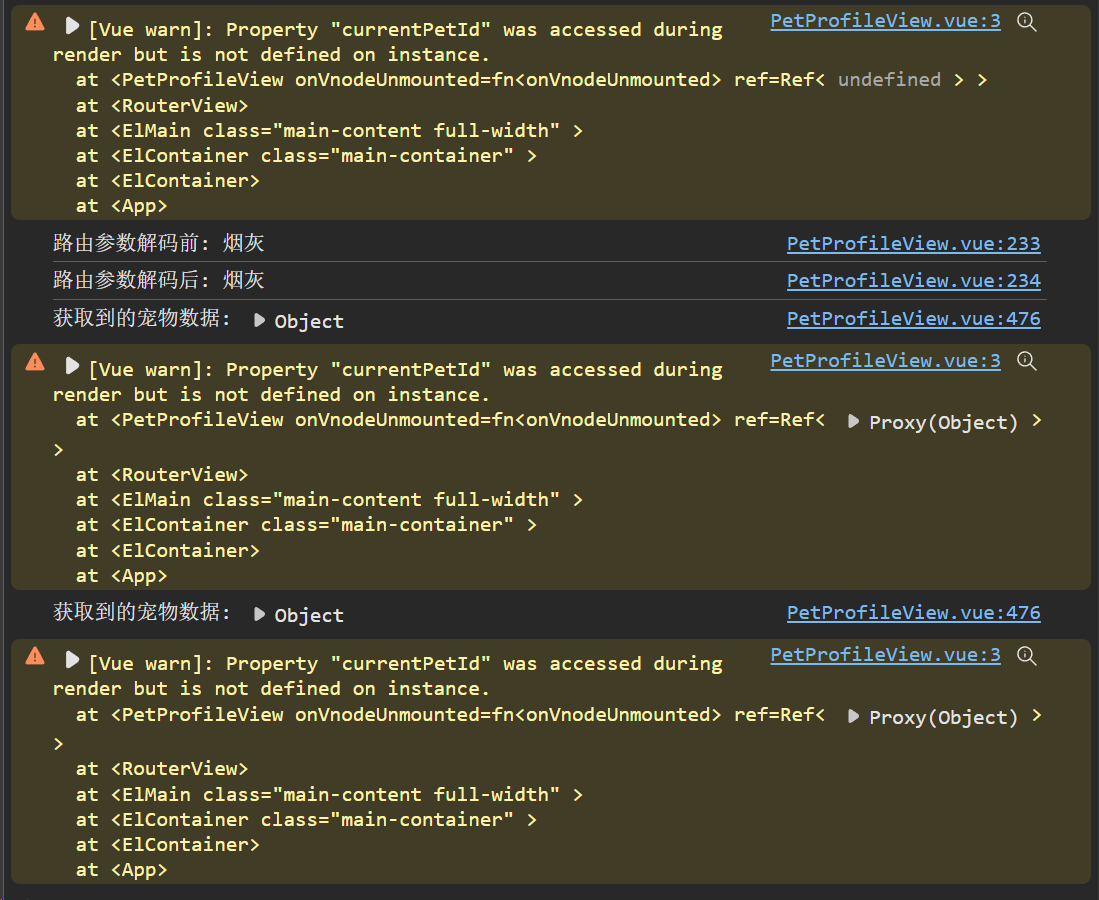 [Vue warn]: Property "currentPetId" was accessed during PetProfileView.vue:3
render but is not defined on instance.
at <PetProfileView onVnodeUnmounted=fn<onVnodeUnmounted> ref=Ref< undefined > >
at <RouterView>
at <ElMain class="main-content full-width" >
at <ElContainer class="main-container" >
at <ElContainer>
at <App>
路由参数解码前: 烟灰 PetProfileView.vue:233
路由参数解码后: 烟灰 PetProfileView.vue:234
获取到的宠物数据: Object PetProfileView.vue:476
[Vue warn]: Property "currentPetId" was accessed during PetProfileView.vue:3
render but is not defined on instance.
at <PetProfileView onVnodeUnmounted=fn<onVnodeUnmounted> ref=Ref< Proxy(Object) >
>
at <RouterView>
at <ElMain class="main-content full-width" >
at <ElContainer class="main-container" >
at <ElContainer>
at <App>
获取到的宠物数据: Object PetProfileView.vue:476
[Vue warn]: Property "currentPetId" was accessed during PetProfileView.vue:3
render but is not defined on instance.
at <PetProfileView onVnodeUnmounted=fn<onVnodeUnmounted> ref=Ref< Proxy(Object) >
>
at <RouterView>
at <ElMain class="main-content full-width" >
at <ElContainer class="main-container" >
at <ElContainer>
at <App>